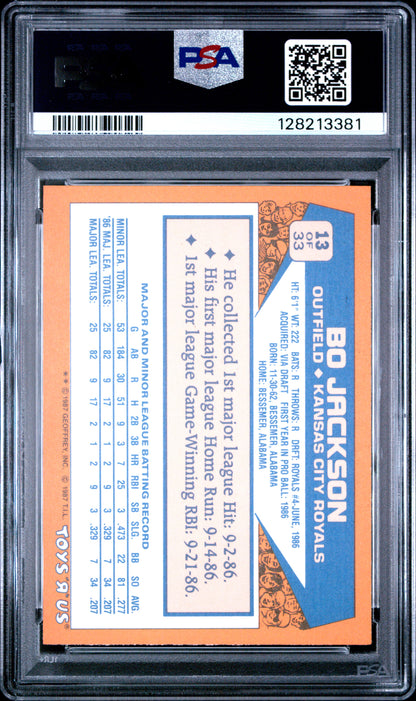 PSA
128213381
13
OF
33
BO JACKSON
OUTFIELD ♦ KANSAS CITY ROYALS
HT: 6'1" WT: 222 BATS: R THROWS: R DRFT: ROYALS #4-JUNE, 1986
ACQUIRED: VIA DRAFT FIRST YEAR IN PRO BALL: 1986
BORN: 11-30-62, BESSEMER, ALABAMA
HOME: BESSEMER, ALABAMA
♦ He collected 1st major league Hit: 9-2-86.
♦ His first major league Home Run: 9-14-86.
♦ 1st major league Game-Winning RBI: 9-21-86.
MAJOR AND MINOR LEAGUE BATTING RECORD
G AB R H 2B 3B HR RBI SB SLG. BB SO AVG.
MINOR LEA. TOTALS: 53 184 30 51 9 3 7 25 3 .473 22 81 .277
'86 MAJ. LEA. TOTALS: 25 82 9 17 2 1 2 9 3 .329 7 34 .207
MAJOR LEA. TOTALS: 25 82 9 17 2 1 2 9 3 .329 7 34 .207
** © 1987 GEOFFREY, INC. © 1987 T.I.I. TOYS "R" US®
PSA